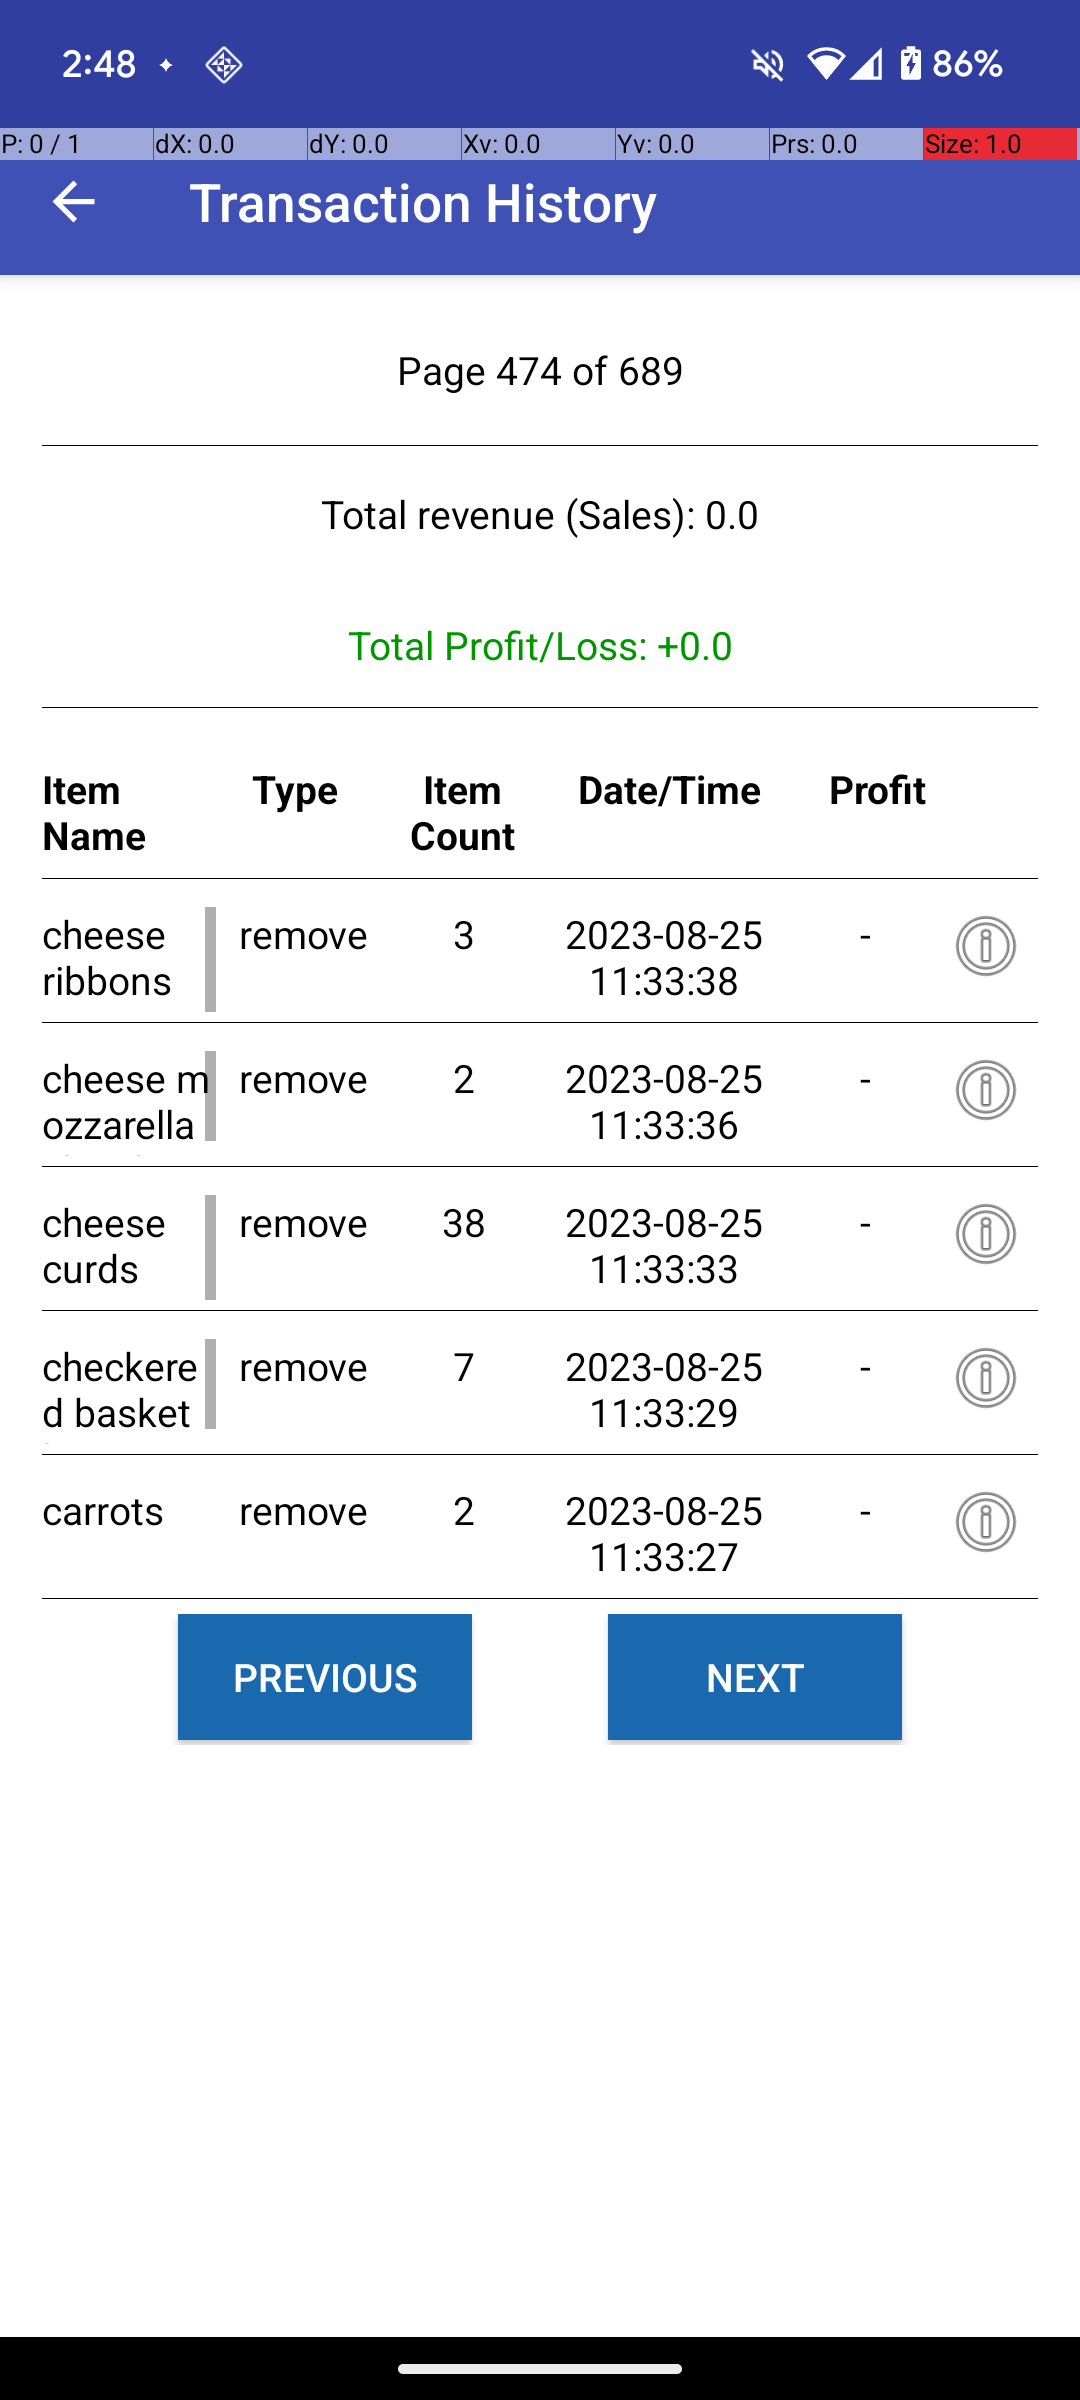 2:48
86%
P: 0 / 1 dX: 0.0 dY: 0.0 Xv: 0.0 Yv: 0.0 Prs: 0.0 Size: 1.0
Transaction History
Page 474 of 689
Total revenue (Sales): 0.0
Total Profit/Loss: +0.0
Item Name Type Item Count Date/Time Profit
cheese remove 3 2023-08-25 -
ribbons 11:33:38
cheese m remove 2 2023-08-25 -
ozzarella 11:33:36
cheese remove 38 2023-08-25 -
curds 11:33:33
checkere remove 7 2023-08-25 -
d basket 11:33:29
carrots remove 2 2023-08-25 -
11:33:27
PREVIOUS NEXT